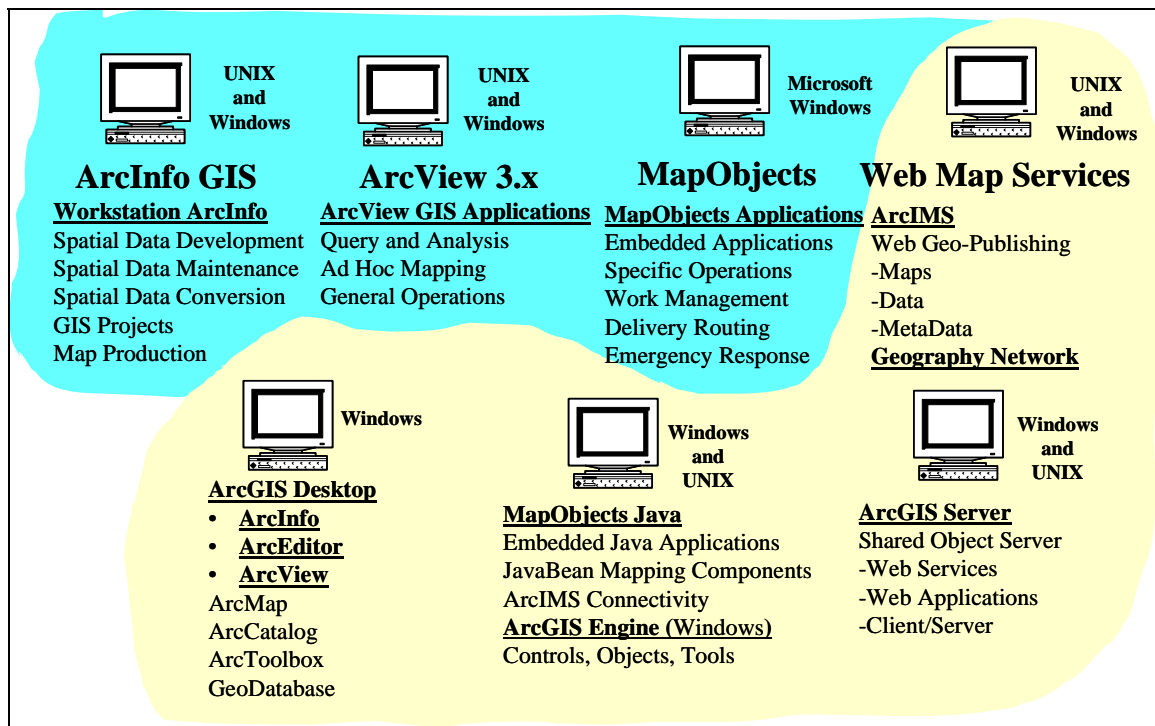 UNIX
and
Windows
ArcInfo GIS
Workstation ArcInfo
Spatial Data Development
Spatial Data Maintenance
Spatial Data Conversion
GIS Projects
Map Production
UNIX
and
Windows
ArcView 3.x
ArcView GIS Applications
Query and Analysis
Ad Hoc Mapping
General Operations
Microsoft
Windows
MapObjects
MapObjects Applications
Embedded Applications
Specific Operations
Work Management
Delivery Routing
Emergency Response
UNIX
and
Windows
Web Map Services
ArcIMS
Web Geo-Publishing
-Maps
-Data
-MetaData
Geography Network
Windows
ArcGIS Desktop
• ArcInfo
• ArcEditor
• ArcView
ArcMap
ArcCatalog
ArcToolbox
GeoDatabase
Windows
and
UNIX
MapObjects Java
Embedded Java Applications
JavaBean Mapping Components
ArcIMS Connectivity
ArcGIS Engine (Windows)
Controls, Objects, Tools
Windows
and
UNIX
ArcGIS Server
Shared Object Server
-Web Services
-Web Applications
-Client/Server